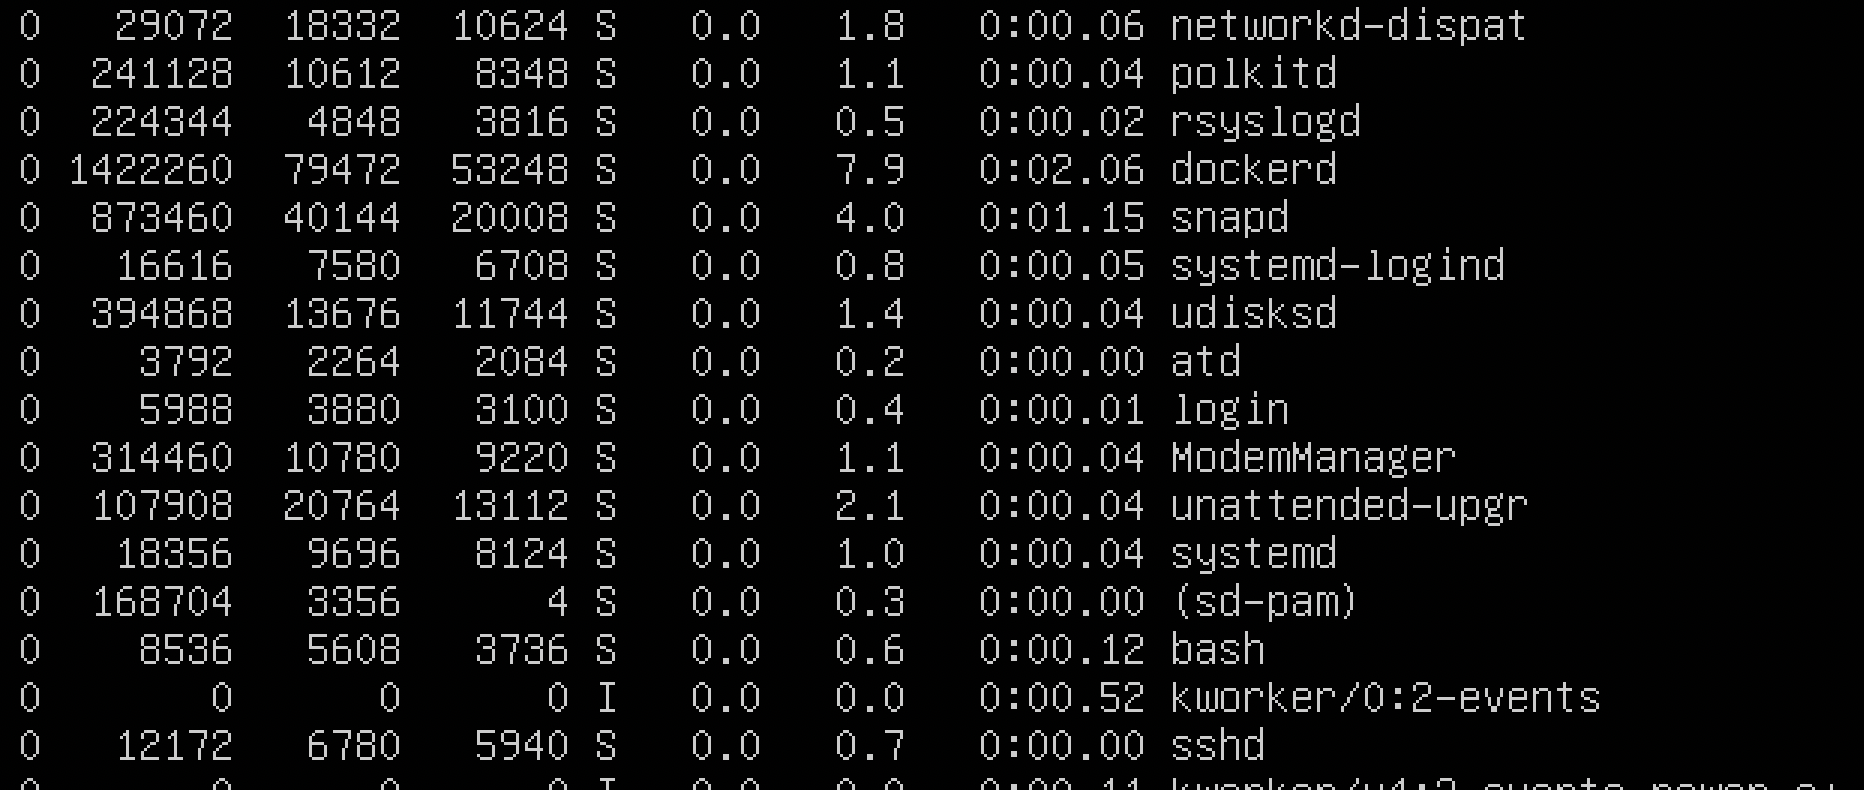 0 29072 18332 10624 S 0.0 1.8 0:00.06 networkd-dispat
0 241128 10612 8348 S 0.0 1.1 0:00.04 polkitd
0 224344 4848 3816 S 0.0 0.5 0:00.02 rsyslogd
0 1422260 79472 53248 S 0.0 7.9 0:02.06 dockerd
0 873460 40144 20008 S 0.0 4.0 0:01.15 snapd
0 16616 7580 6708 S 0.0 0.8 0:00.05 systemd-logind
0 394868 13676 11744 S 0.0 1.4 0:00.04 udisksd
0 3792 2264 2084 S 0.0 0.2 0:00.00 atd
0 5988 3880 3100 S 0.0 0.4 0:00.01 login
0 314460 10780 9220 S 0.0 1.1 0:00.04 ModemManager
0 107908 20764 13112 S 0.0 2.1 0:00.04 unattended-upgr
0 18356 9696 8124 S 0.0 1.0 0:00.04 systemd
0 168704 3356 4 S 0.0 0.3 0:00.00 (sd-pam)
0 8536 5608 3736 S 0.0 0.6 0:00.12 bash
0 0 0 0 I 0.0 0.0 0:00.52 kworker/0:2-events
0 12172 6780 5940 S 0.0 0.7 0:00.00 sshd